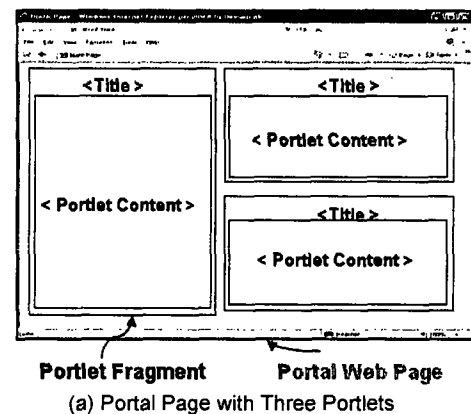 <Title>
<Title>
< Portlet Content >
< Portlet Content >
<Title>
< Portlet Content >
Portlet Fragment
Portal Web Page
(a) Portal Page with Three Portlets